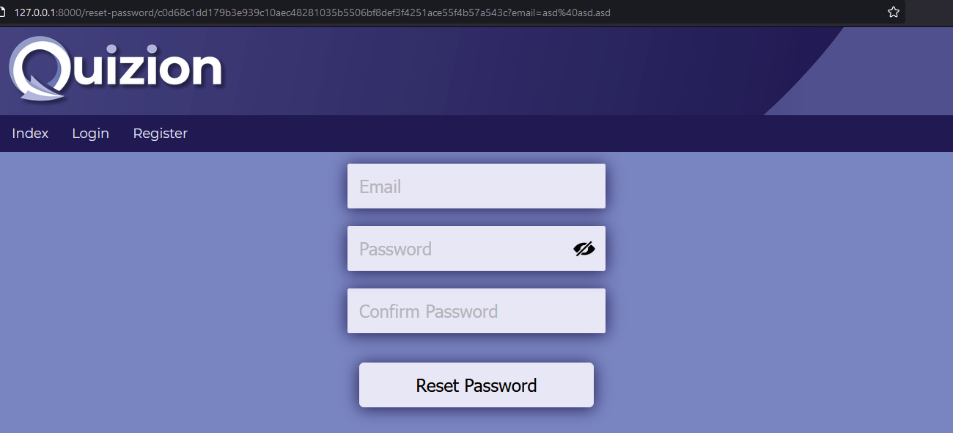 127.0.0.1:8000/reset-password/c0d68c1dd179b3e939c10aec48281035b5506bf8def3f4251ace55f4b57a543c?email=asd%40asd.asd
Quizion
Index Login Register
Email
Password
Confirm Password
Reset Password